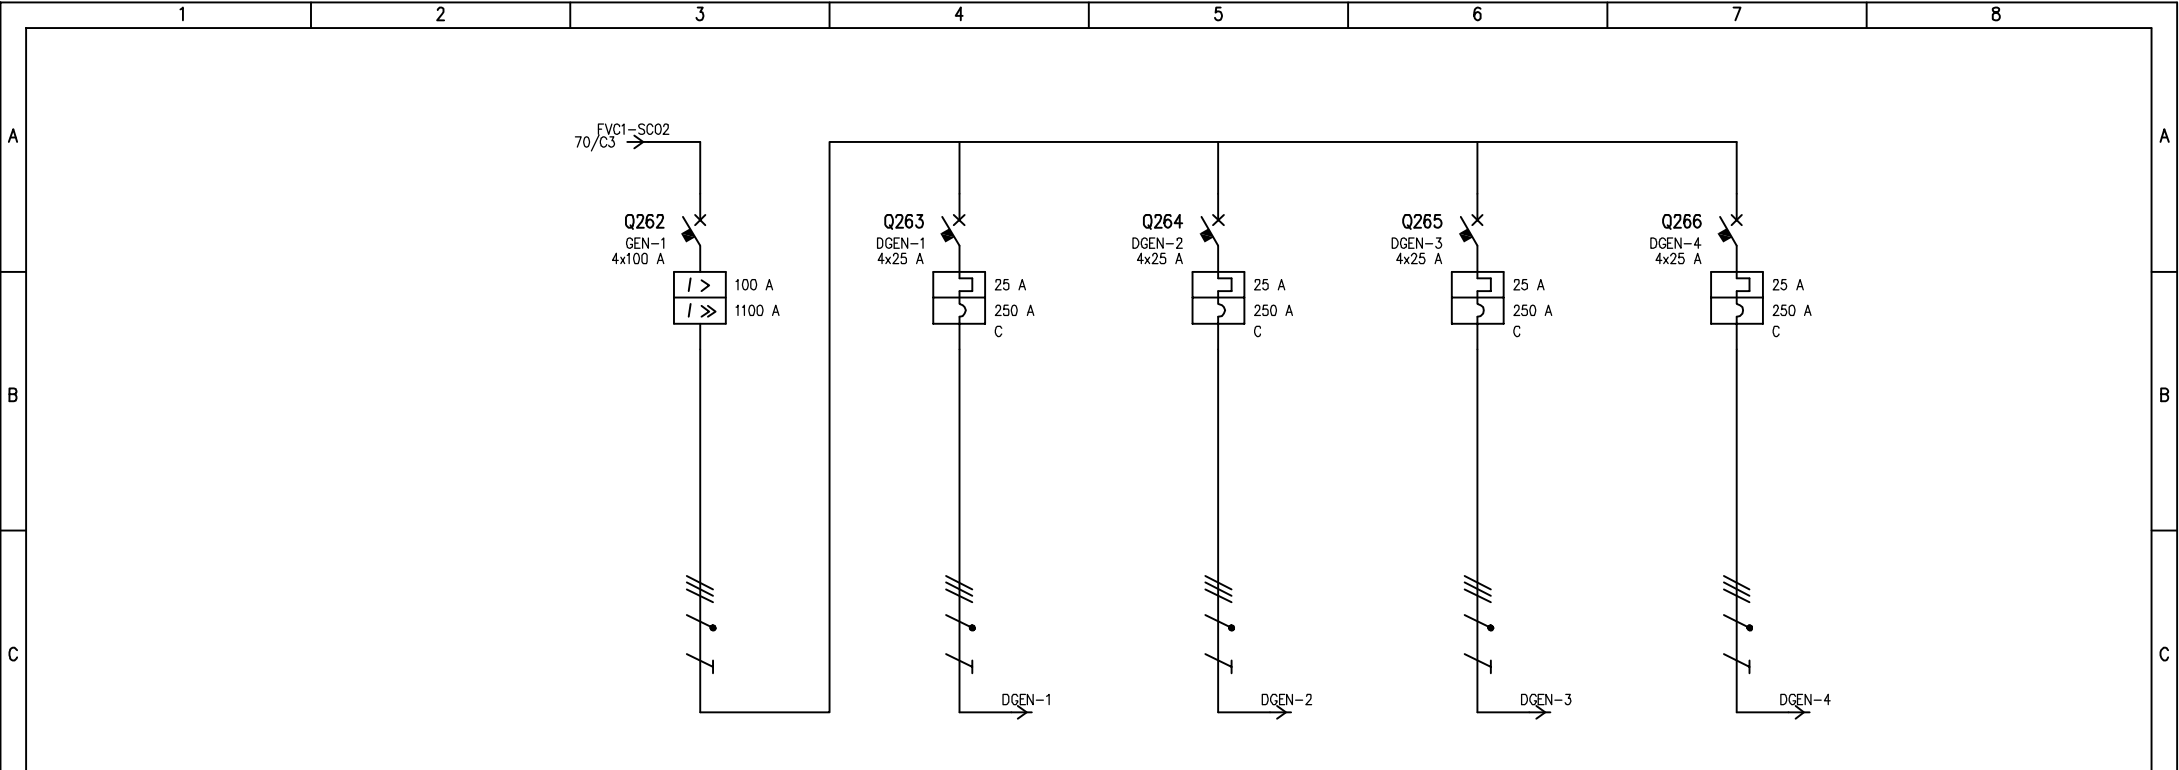 1 2 3 4 5 6 7 8
A A
FVC1-SC02
70/C3
Q262 Q263 Q264 Q265 Q266
GEN-1 DGEN-1 DGEN-2 DGEN-3 DGEN-4
4x100 A 4x25 A 4x25 A 4x25 A 4x25 A
I > 100 A 25 A 25 A 25 A 25 A
I >> 1100 A 250 A 250 A 250 A 250 A
C C C C
B B
C C
DGEN-1 DGEN-2 DGEN-3 DGEN-4